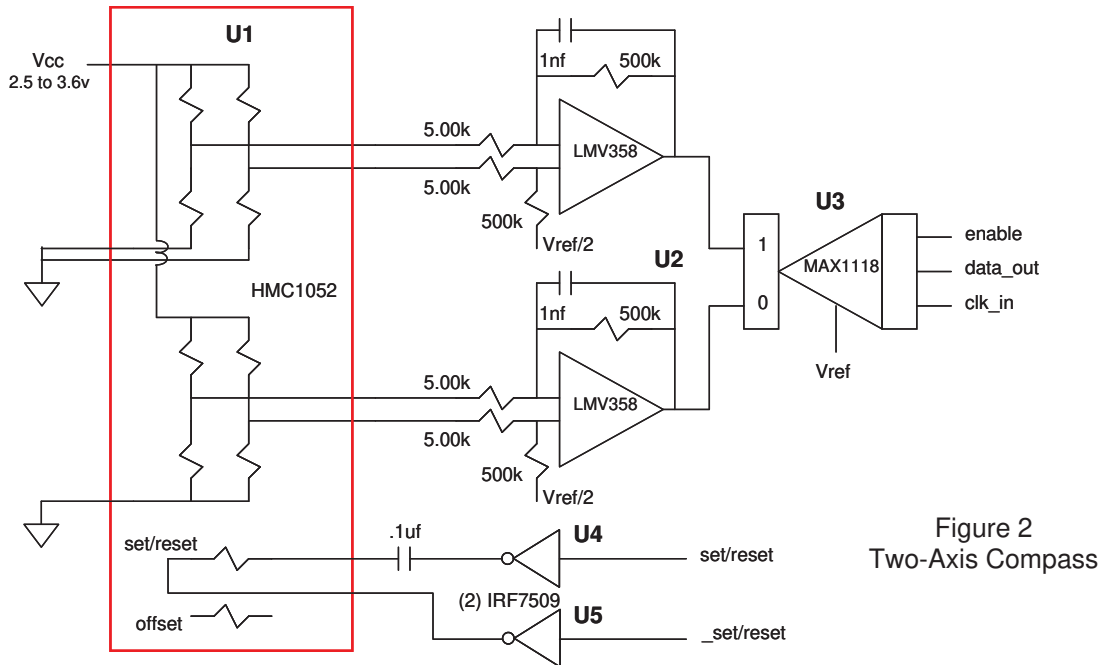 U1
Vcc
2.5 to 3.6v
1nf
500k
5.00k
LMV358
5.00k
500k
Vref/2
U3
1
0
MAX1118
enable
data_out
clk_in
Vref
HMC1052
U2
1nf
500k
5.00k
LMV358
5.00k
500k
Vref/2
set/reset
.1uf
U4
set/reset
(2) IRF7509
offset
U5
_set/reset
Figure 2
Two-Axis Compass